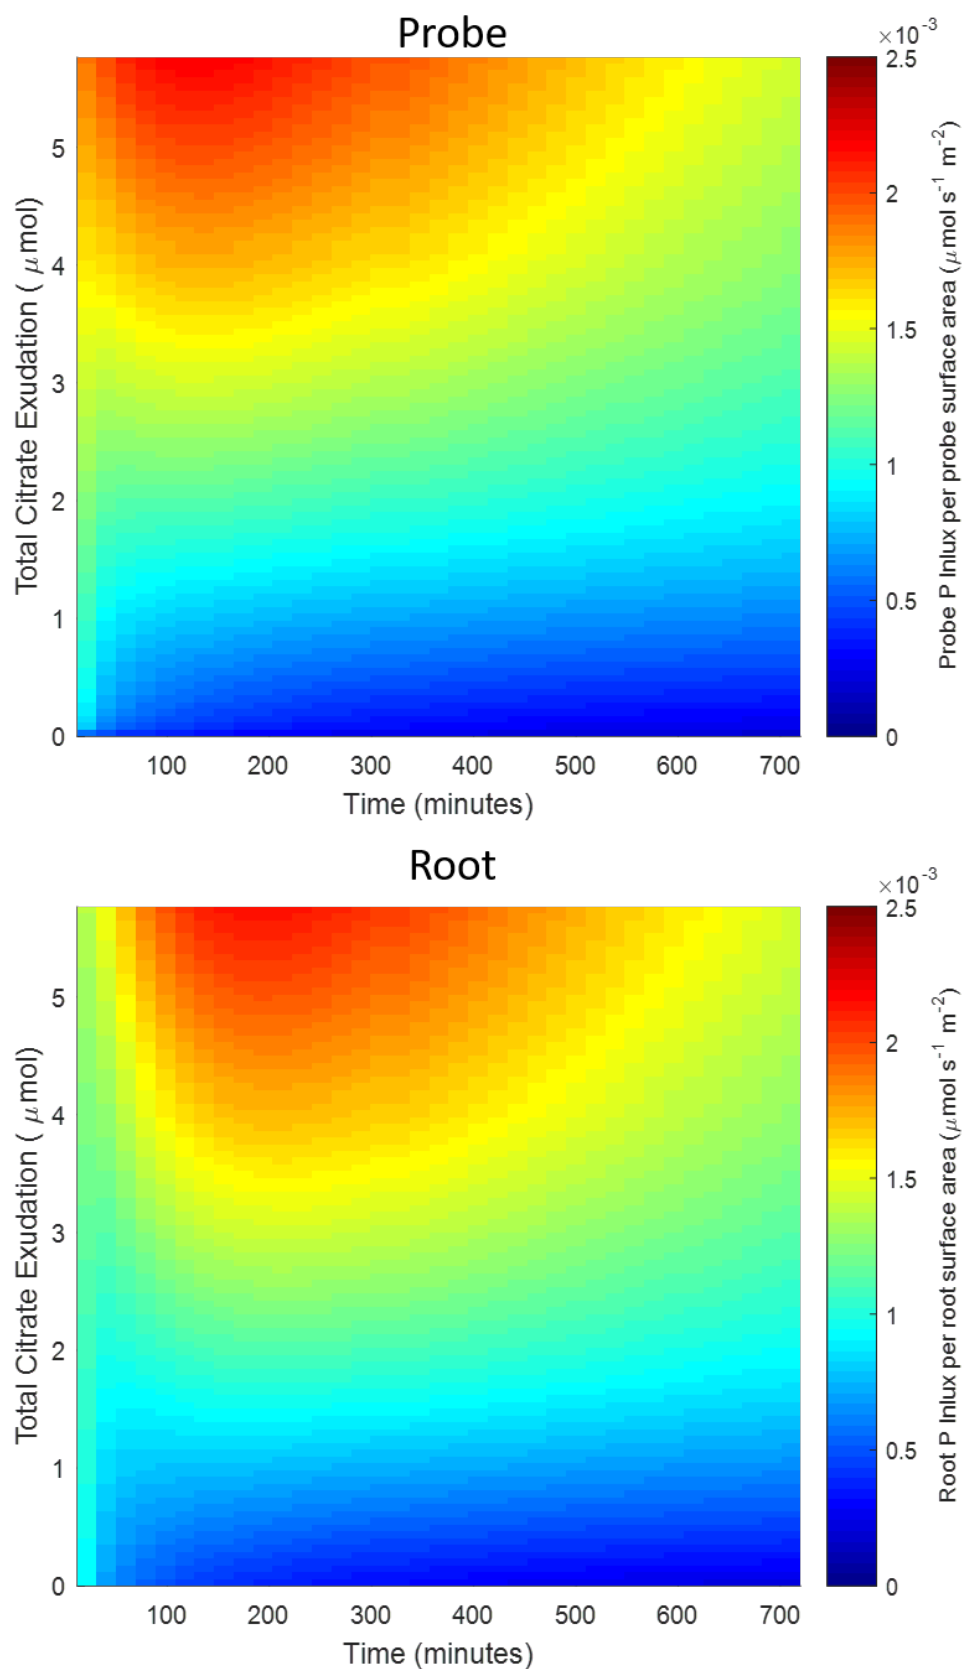 Probe
×10-3
2.5
2
1.5
1
0.5
0
Probe P Inlux per probe surface area (μmol s-1 m-2)
Total Citrate Exudation ( μmol)
5
4
3
2
1
0
100 200 300 400 500 600 700
Time (minutes)
Root
×10-3
2.5
2
1.5
1
0.5
0
Root P Inlux per root surface area (μmol s-1 m-2)
Total Citrate Exudation ( μmol)
5
4
3
2
1
0
100 200 300 400 500 600 700
Time (minutes)